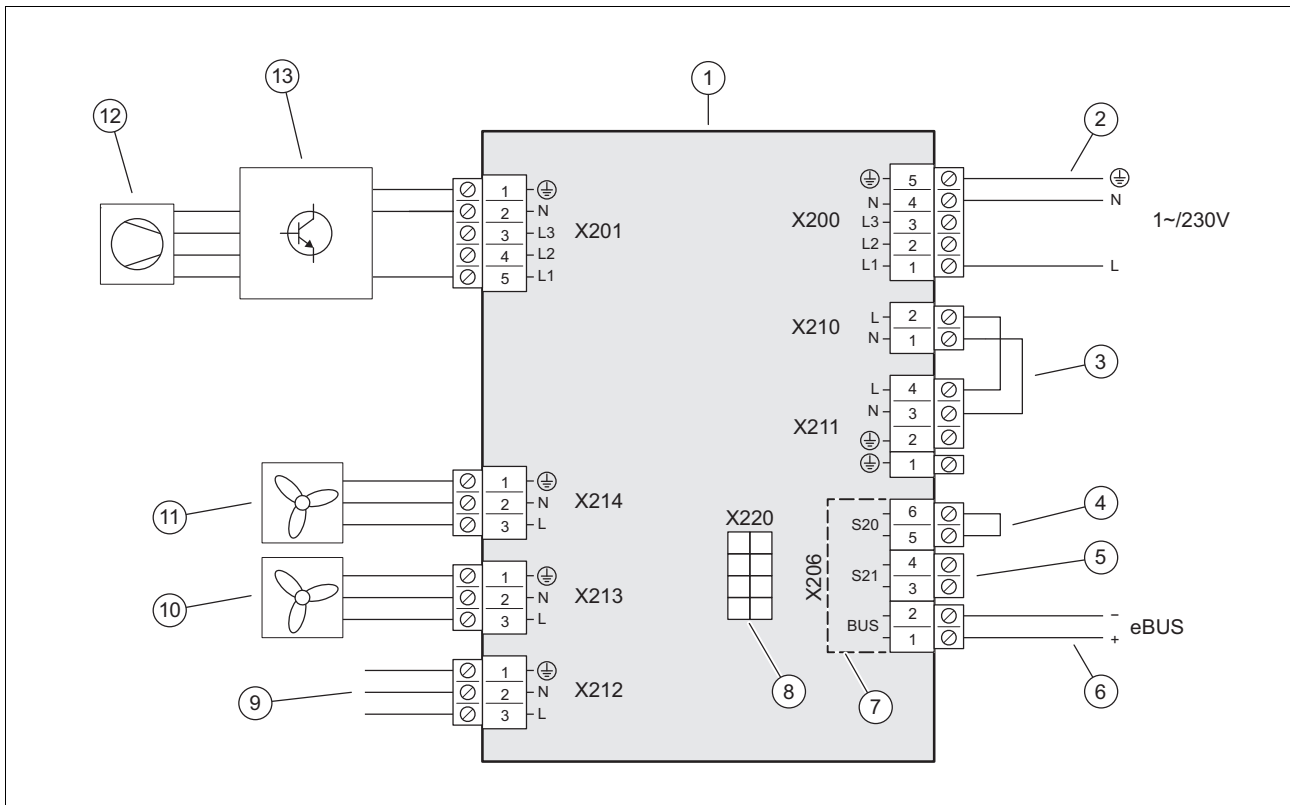 13
1
12
2
1
2 N
3 L3
4 L2
5 L1
X201
X200
5
N 4
L3 3
L2 2
L1 1
N
L
1~/230V
X210
L 2
N 1
3
X211
L 4
N 3
2
1
11
1
2 N
3 L
X214
X220
X206
S20
6
5
4
S21
4
3
5
BUS
2
1
−
+
eBUS
10
1
2 N
3 L
X213
9
1
2 N
3 L
X212
8
7
6